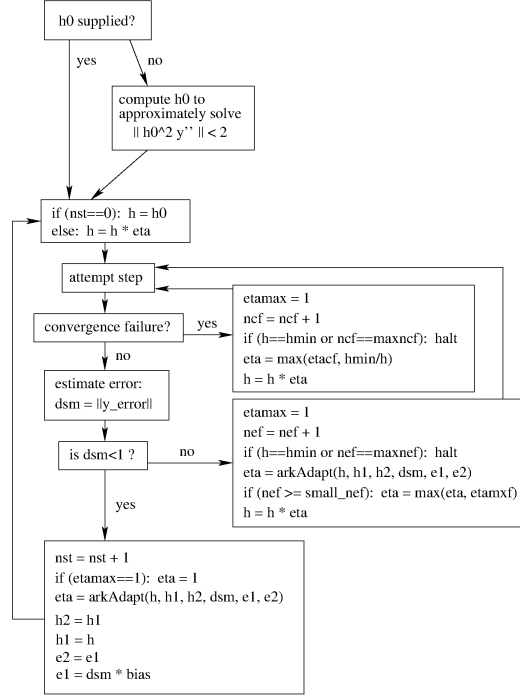 h0 supplied?
yes
no
compute h0 to
approximately solve
|| h0^2 y'' || < 2
if (nst==0): h = h0
else: h = h * eta
attempt step
convergence failure?
yes
etamax = 1
ncf = ncf + 1
if (h==hmin or ncf==maxncf): halt
eta = max(etacf, hmin/h)
h = h * eta
no
estimate error:
dsm = ||y_error||
is dsm<1 ?
no
etamax = 1
nef = nef + 1
if (h==hmin or nef==maxnef): halt
eta = arkAdapt(h, h1, h2, dsm, e1, e2)
if (nef >= small_nef): eta = max(eta, etamxf)
h = h * eta
yes
nst = nst + 1
if (etamax==1): eta = 1
eta = arkAdapt(h, h1, h2, dsm, e1, e2)
h2 = h1
h1 = h
e2 = e1
e1 = dsm * bias